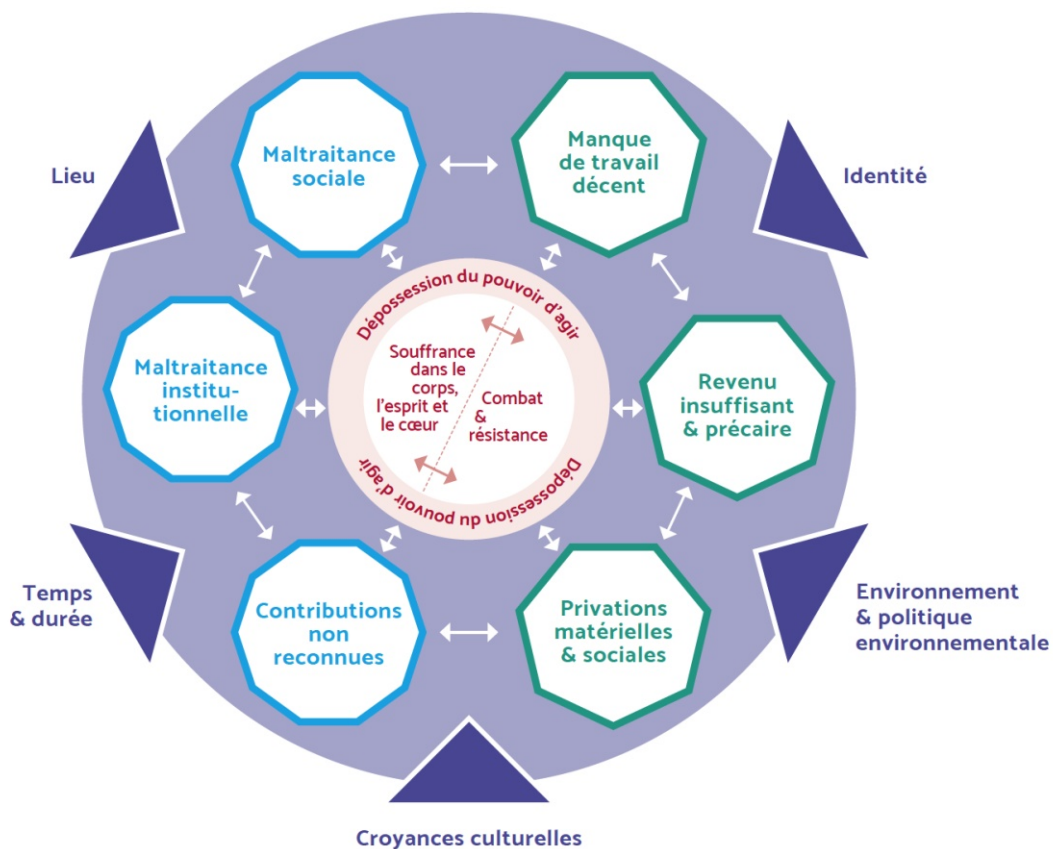 Maltraitance
sociale
Manque
de travail
décent
Lieu
Identité
Dépossession du pouvoir d'agir
Souffrance
dans le
corps,
l'esprit et
le cœur
Combat
&
résistance
Dépossession du pouvoir d'agir
Maltraitance
institu-
tionnelle
Revenu
insuffisant
& précaire
Temps
& durée
Contributions
non
reconnues
Privations
matérielles
& sociales
Environnement
& politique
environnementale
Croyances culturelles